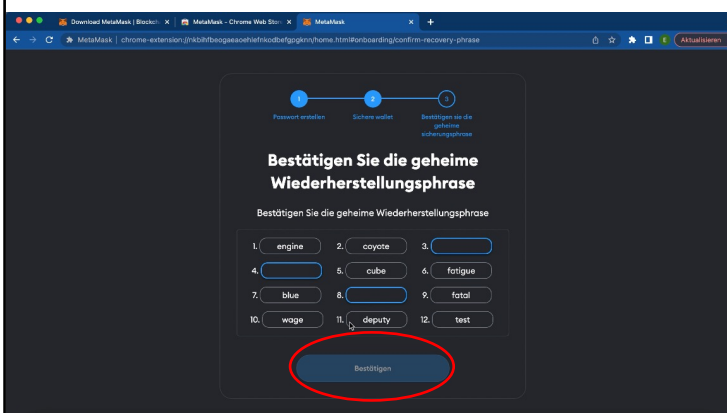 Download MetaMask | Blockch
MetaMask - Chrome Web Store
MetaMask
MetaMask | chrome-extension://nkbihfbeogaeaoehlefnkodbefgpgknn/home.html#onboarding/confirm-recovery-phrase
E
Aktualisieren
1
2
3
Passwort erstellen
Sichere wallet
Bestätigen sie die
geheime
sicherungsphrase
Bestätigen Sie die geheime
Wiederherstellungsphrase
Bestätigen Sie die geheime Wiederherstellungsphrase
1. engine 2. coyote 3.
4. 5. cube 6. fatigue
7. blue 8. 9. fatal
10. wage 11. deputy 12. test
Bestätigen